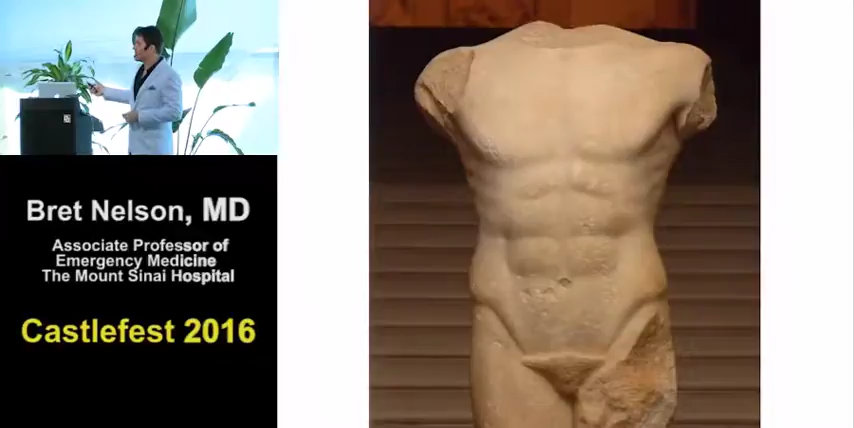 Bret Nelson, MD
Associate Professor of
Emergency Medicine
The Mount Sinai Hospital
Castlefest 2016